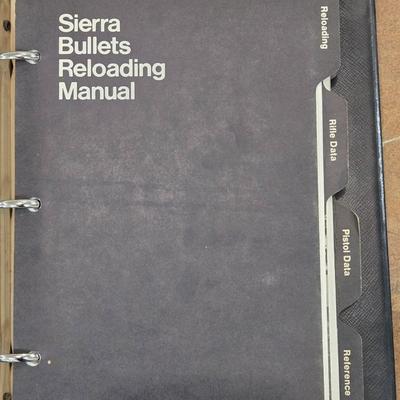 Sierra
Bullets
Reloading
Manual
Reloading
Rifle Data
Pistol Data
Reference